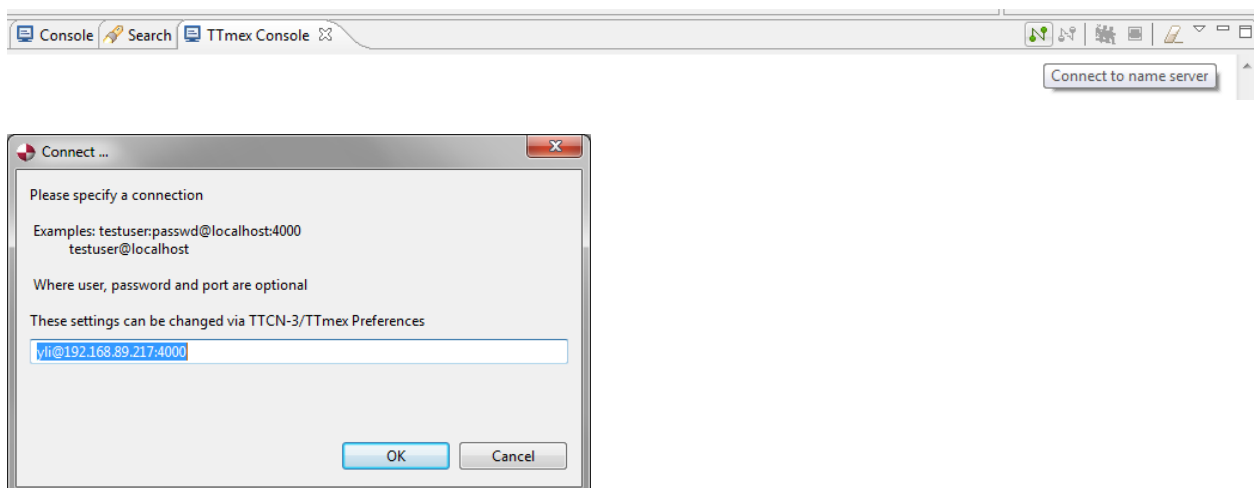 Console Search TTmex Console
Connect to name server
Connect ...
Please specify a connection
Examples: testuser:passwd@localhost:4000
testuser@localhost
Where user, password and port are optional
These settings can be changed via TTCN-3/TTmex Preferences
yli@192.168.89.217:4000
OK Cancel